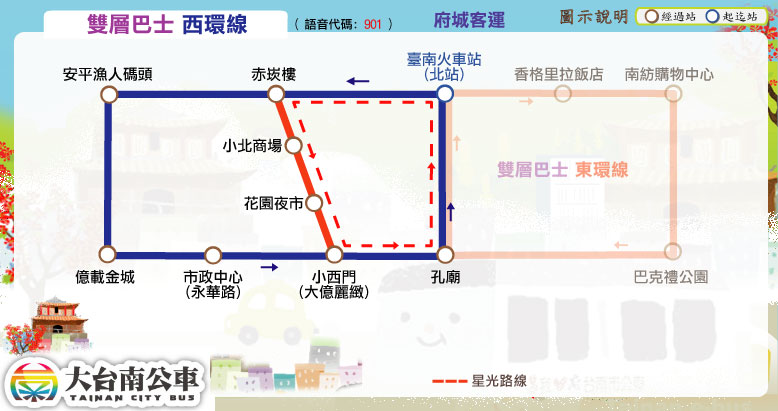 雙層巴士 西環線
（ 語音代碼: 901 ）
府城客運
圖示說明
經過站
起迄站
安平漁人碼頭
赤崁樓
臺南火車站
(北站)
香格里拉飯店
南紡購物中心
小北商場
花園夜市
雙層巴士 東環線
億載金城
市政中心
(永華路)
小西門
(大億麗緻)
孔廟
巴克禮公園
星光路線
大台南公車
TAINAN CITY BUS